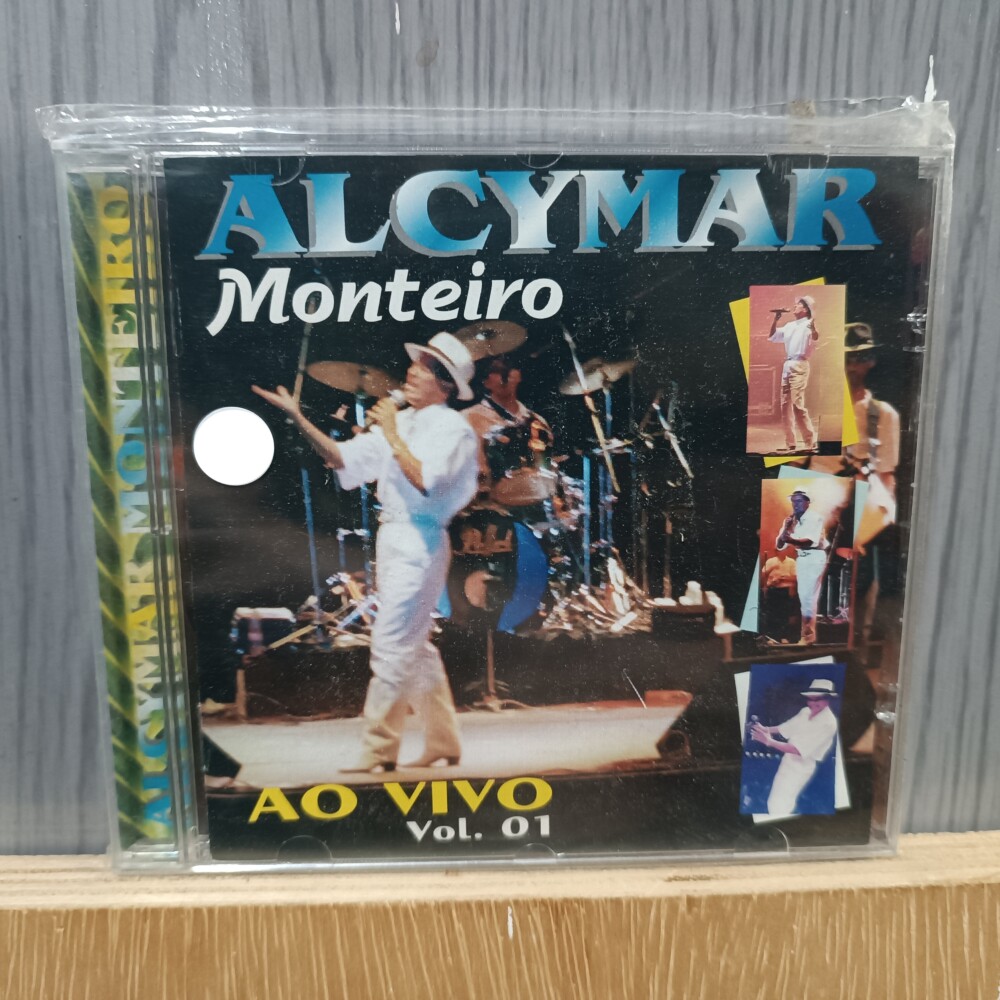 ALCYMAR
Monteiro
AO VIVO
Vol. 01
ALCYMAR MONTEIRO